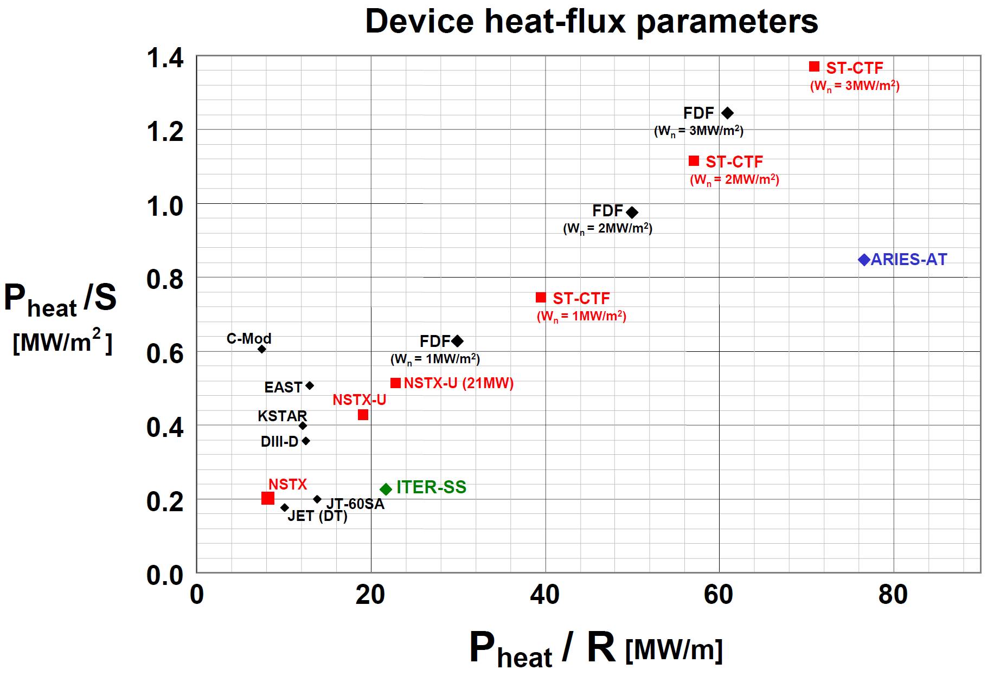 Device heat-flux parameters
1.4
ST-CTF
(Wn = 3MW/m²)
FDF
(Wn = 3MW/m²)
1.2
ST-CTF
(Wn = 2MW/m²)
1.0
FDF
(Wn = 2MW/m²)
ARIES-AT
0.8
Pheat /S
[MW/m²]
ST-CTF
(Wn = 1MW/m²)
C-Mod
FDF
(Wn = 1MW/m²)
0.6
EAST
NSTX-U (21MW)
NSTX-U
KSTAR
0.4
DIII-D
NSTX
ITER-SS
0.2
JT-60SA
JET (DT)
0.0
0 20 40 60 80
Pheat / R [MW/m]